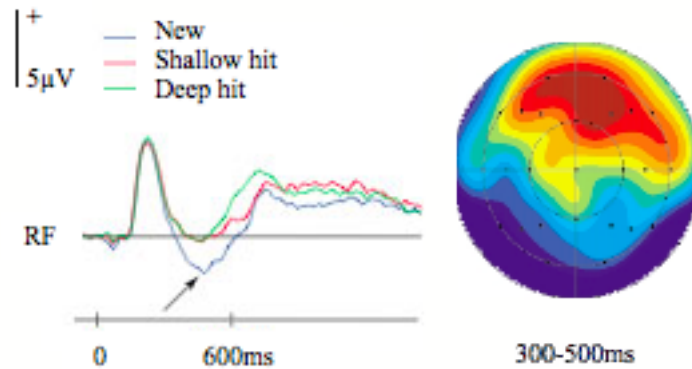 +
5µV
New
Shallow hit
Deep hit
RF
0
600ms
300-500ms